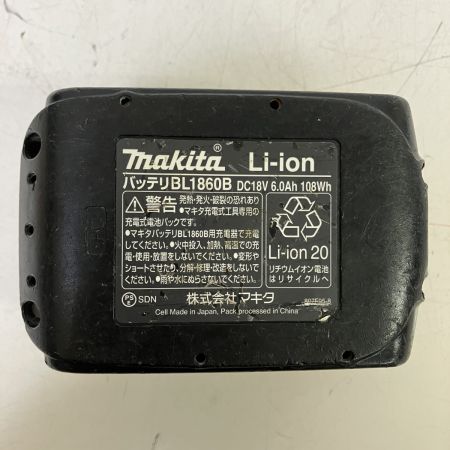 makita® Li-ion
バッテリBL1860B DC18V 6.0Ah 108Wh
警告 発熱・発火・破裂の恐れあり
●マキタ充電式工具専用の
充電式電池パックです。
●マキタバッテリBL1860B用充電器で充電
してください。●火中投入、加熱、高温での充
電・使用・放置をしないでください。●変形や
ショートさせたり、分解・修理・改造をしないで
ください。●雨や水にぬらさないでください。
Li-ion 20
リチウムイオン電池
はリサイクルへ
PSE SDN 株式会社マキタ
Cell Made in Japan, Pack processed in China